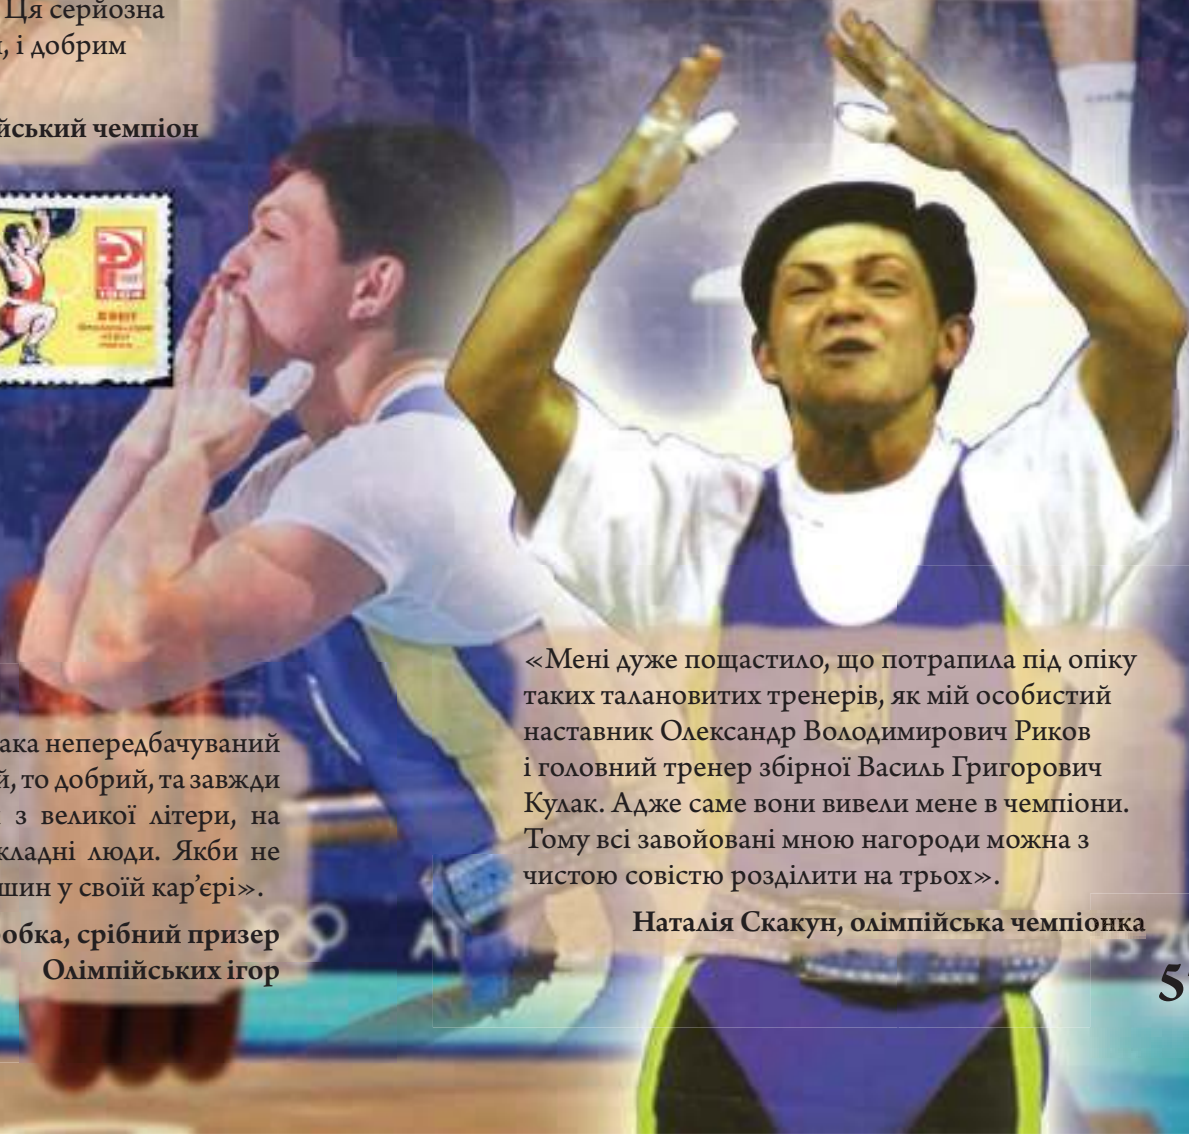 Ця серйозна
, і добрим
йський чемпіон
«Мені дуже пощастило, що потрапила під опіку
таких талановитих тренерів, як мій особистий
наставник Олександр Володимирович Риков
і головний тренер збірної Василь Григорович
Кулак. Адже саме вони вивели мене в чемпіони.
Тому всі завойовані мною нагороди можна з
чистою совістю розділити на трьох».
Наталія Скакун, олімпійська чемпіонка
ака непередбачуваний
й, то добрий, та завжди
з великої літери, на
кладні люди. Якби не
шин у своїй кар’єрі».
обка, срібний призер
Олімпійських ігор